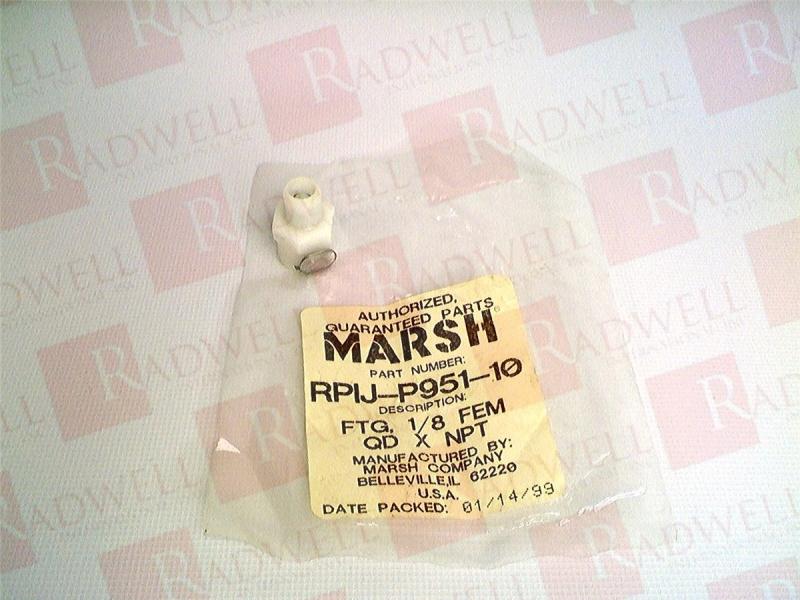 AUTHORIZED,
GUARANTEED PARTS
MARSH®
PART NUMBER:
RPIJ-P951-10
DESCRIPTION:
FTG, 1/8 FEM
QD X NPT
MANUFACTURED BY:
MARSH COMPANY
BELLEVILLE,IL 62220
U.S.A.
DATE PACKED: 01/14/99
RADWELL